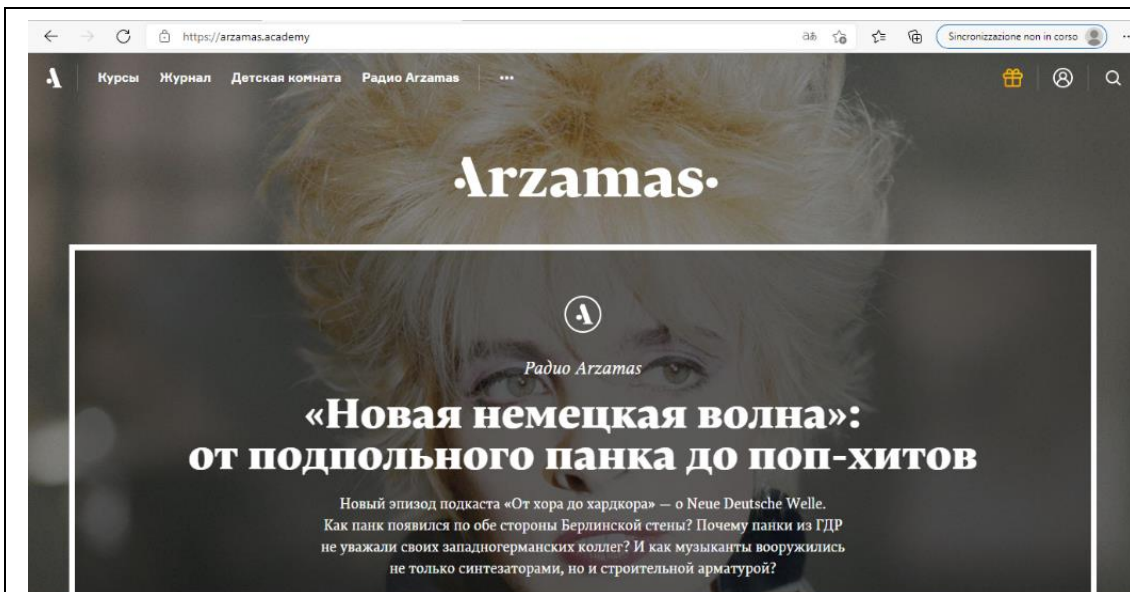 https://arzamas.academy
Sincronizzazione non in corso
Курсы Журнал Детская комната Радио Arzamas
Arzamas
Радио Arzamas
«Новая немецкая волна»:
от подпольного панка до поп-хитов
Новый эпизод подкаста «От хора до хардкора» — о Neue Deutsche Welle.
Как панк появился по обе стороны Берлинской стены? Почему панки из ГДР
не уважали своих западногерманских коллег? И как музыканты вооружились
не только синтезаторами, но и строительной арматурой?